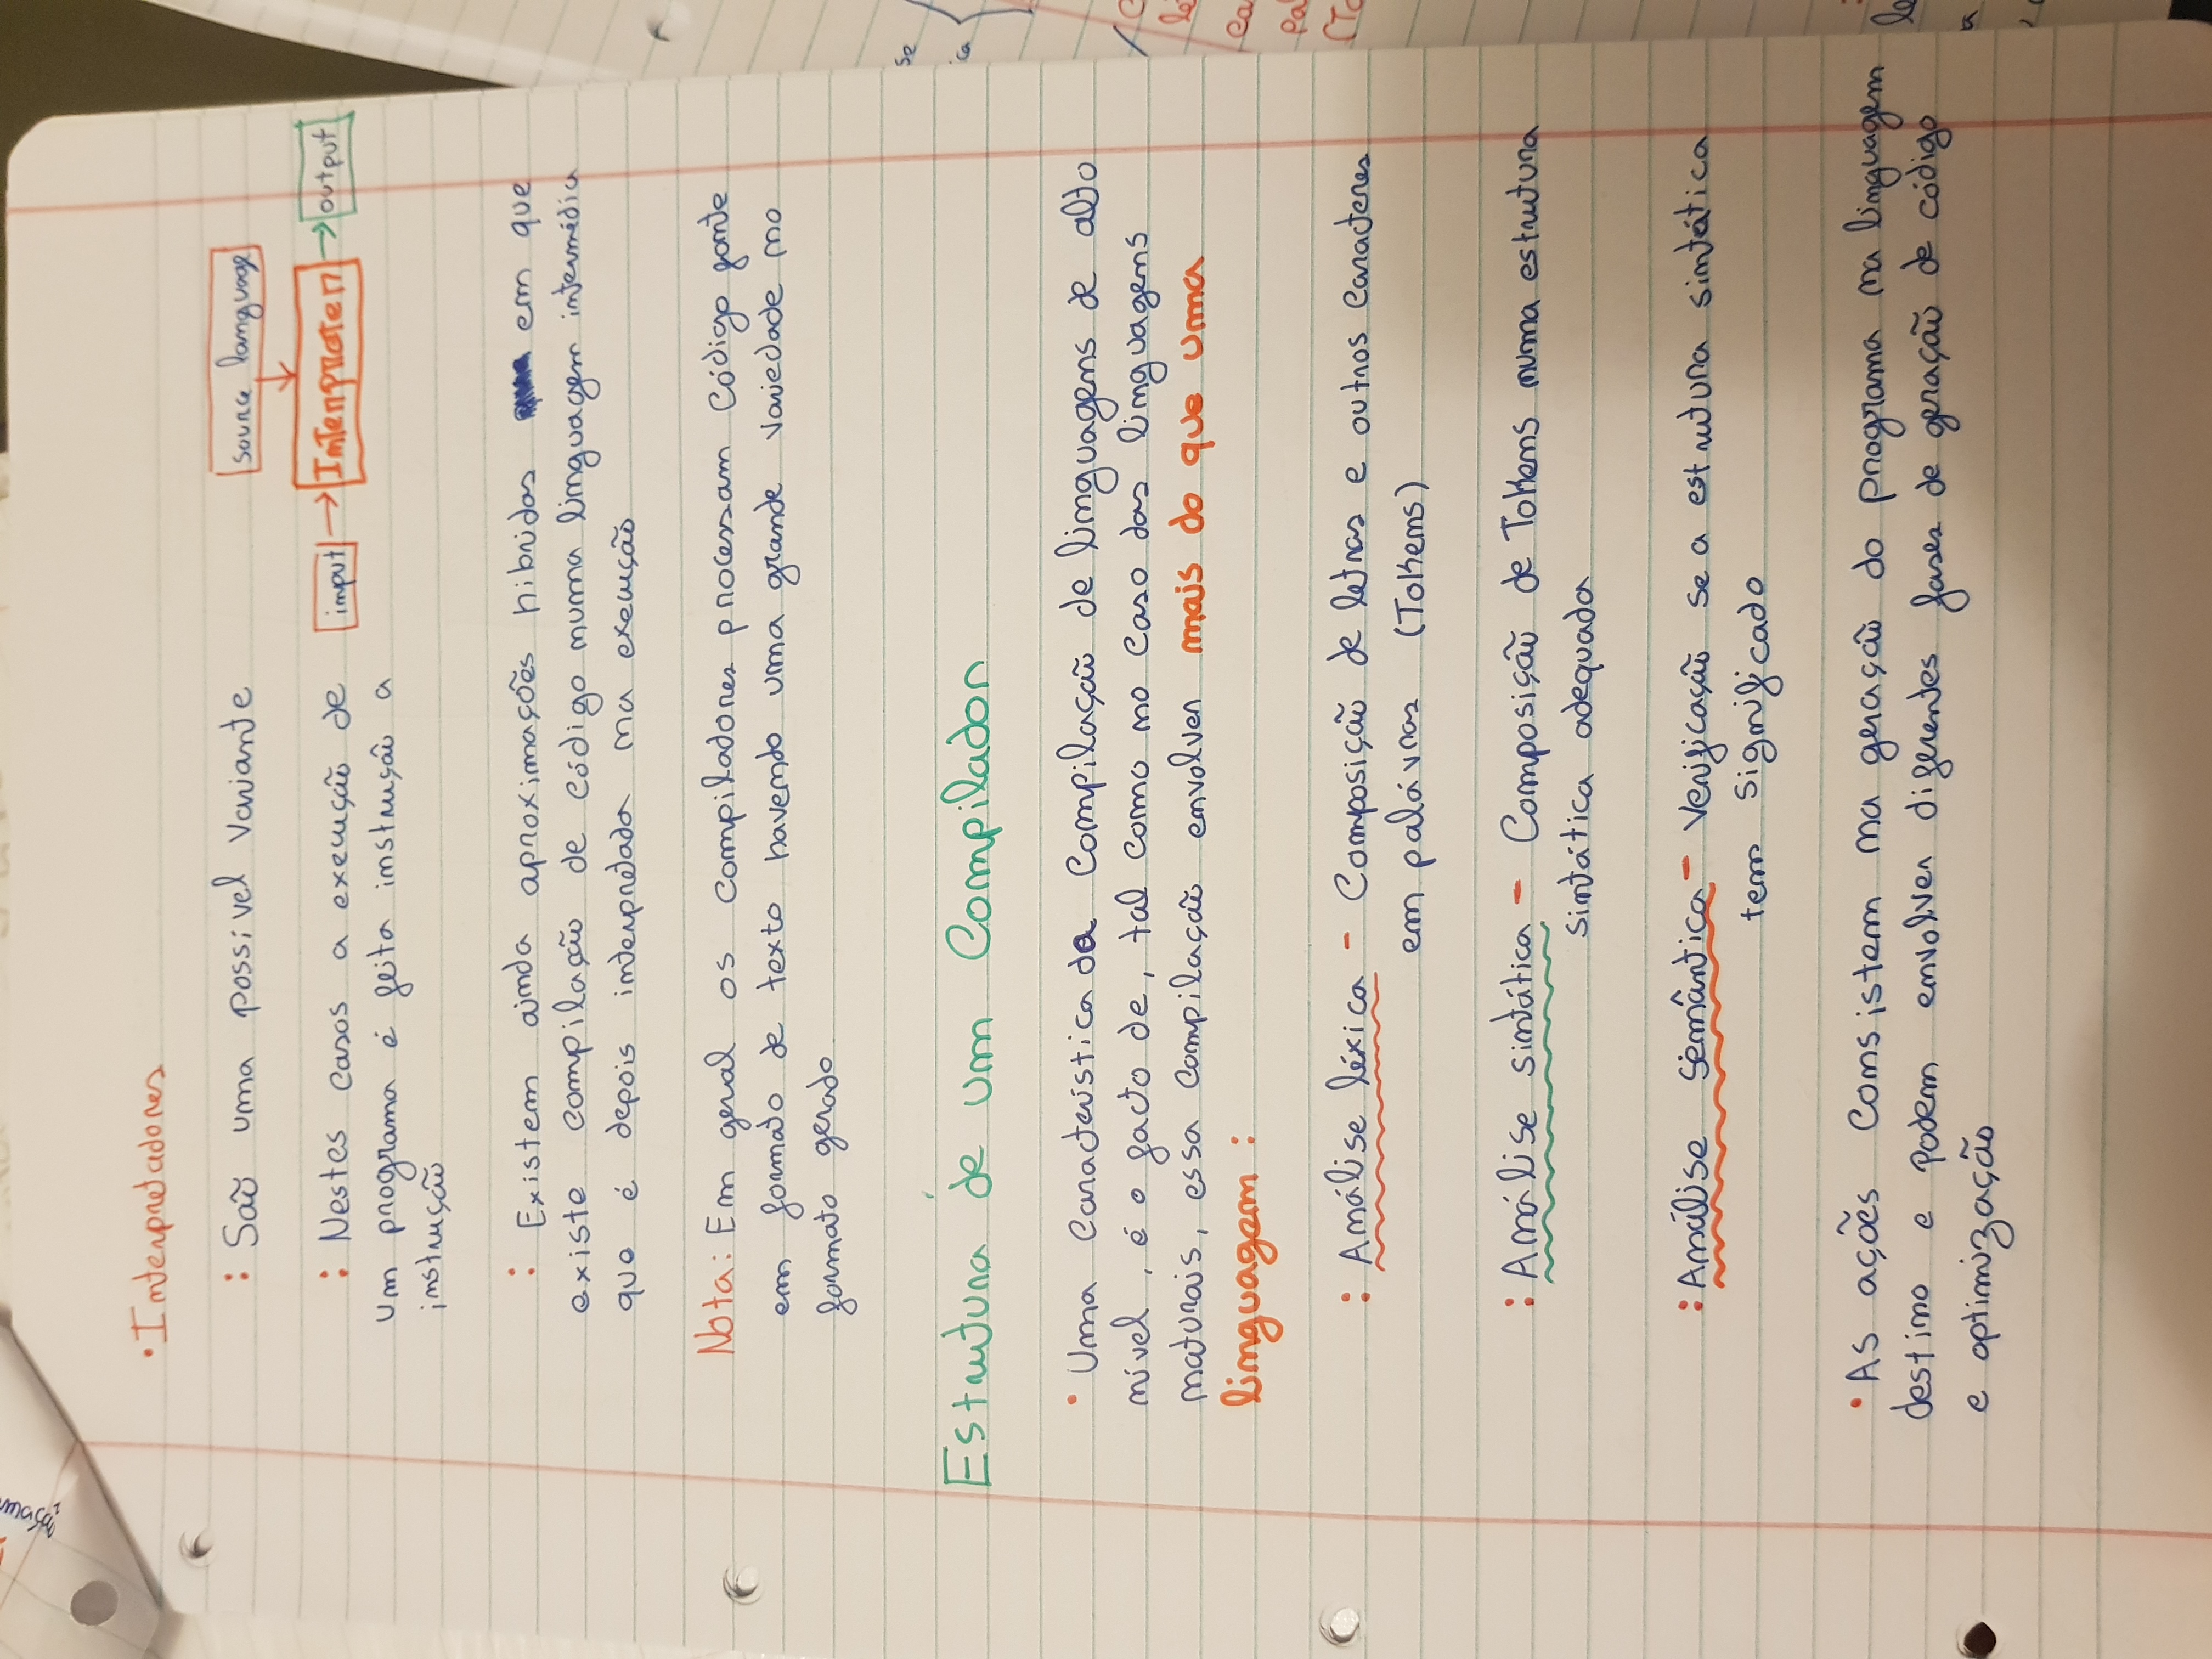 • Interpretadores
: São uma possível variante
source language
: Nestes casos a execução de
input → Interpreter → output
um programa é feita instrução a
instrução
: Existem ainda aproximações hibridas em que
existe compilação de código numa linguagem intermédia
que é depois interpretada na execução
Nota: Em geral os compiladores processam código fonte
em formato de texto havendo uma grande variedade no
formato gerado
Estrutura de um Compilador
• Uma característica da compilação de linguagens de alto
nível, é o facto de, tal como no caso das linguagens
naturais, essa compilação envolver mais do que uma
linguagem:
: Análise léxica - Composição de letras e outros caracteres
em palávras (Tokens)
: Análise sintática - Composição de Tokens numa estrutura
sintática adequada
: Análise semântica - Verificação se a estrutura sintática
tem significado
• As ações consistem na geração do programa na linguagem
destino e podem envolver diferentes fases de geração de código
e optimização
se
ica